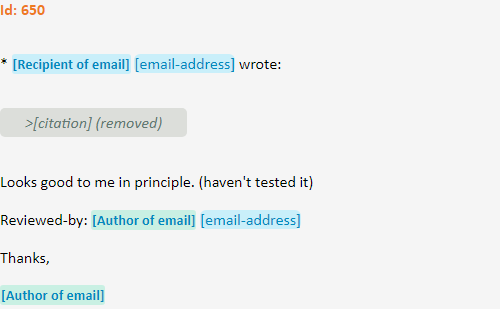 Id: 650
* [Recipient of email] [email-address] wrote:
>[citation] (removed)
Looks good to me in principle. (haven't tested it)
Reviewed-by: [Author of email] [email-address]
Thanks,
[Author of email]